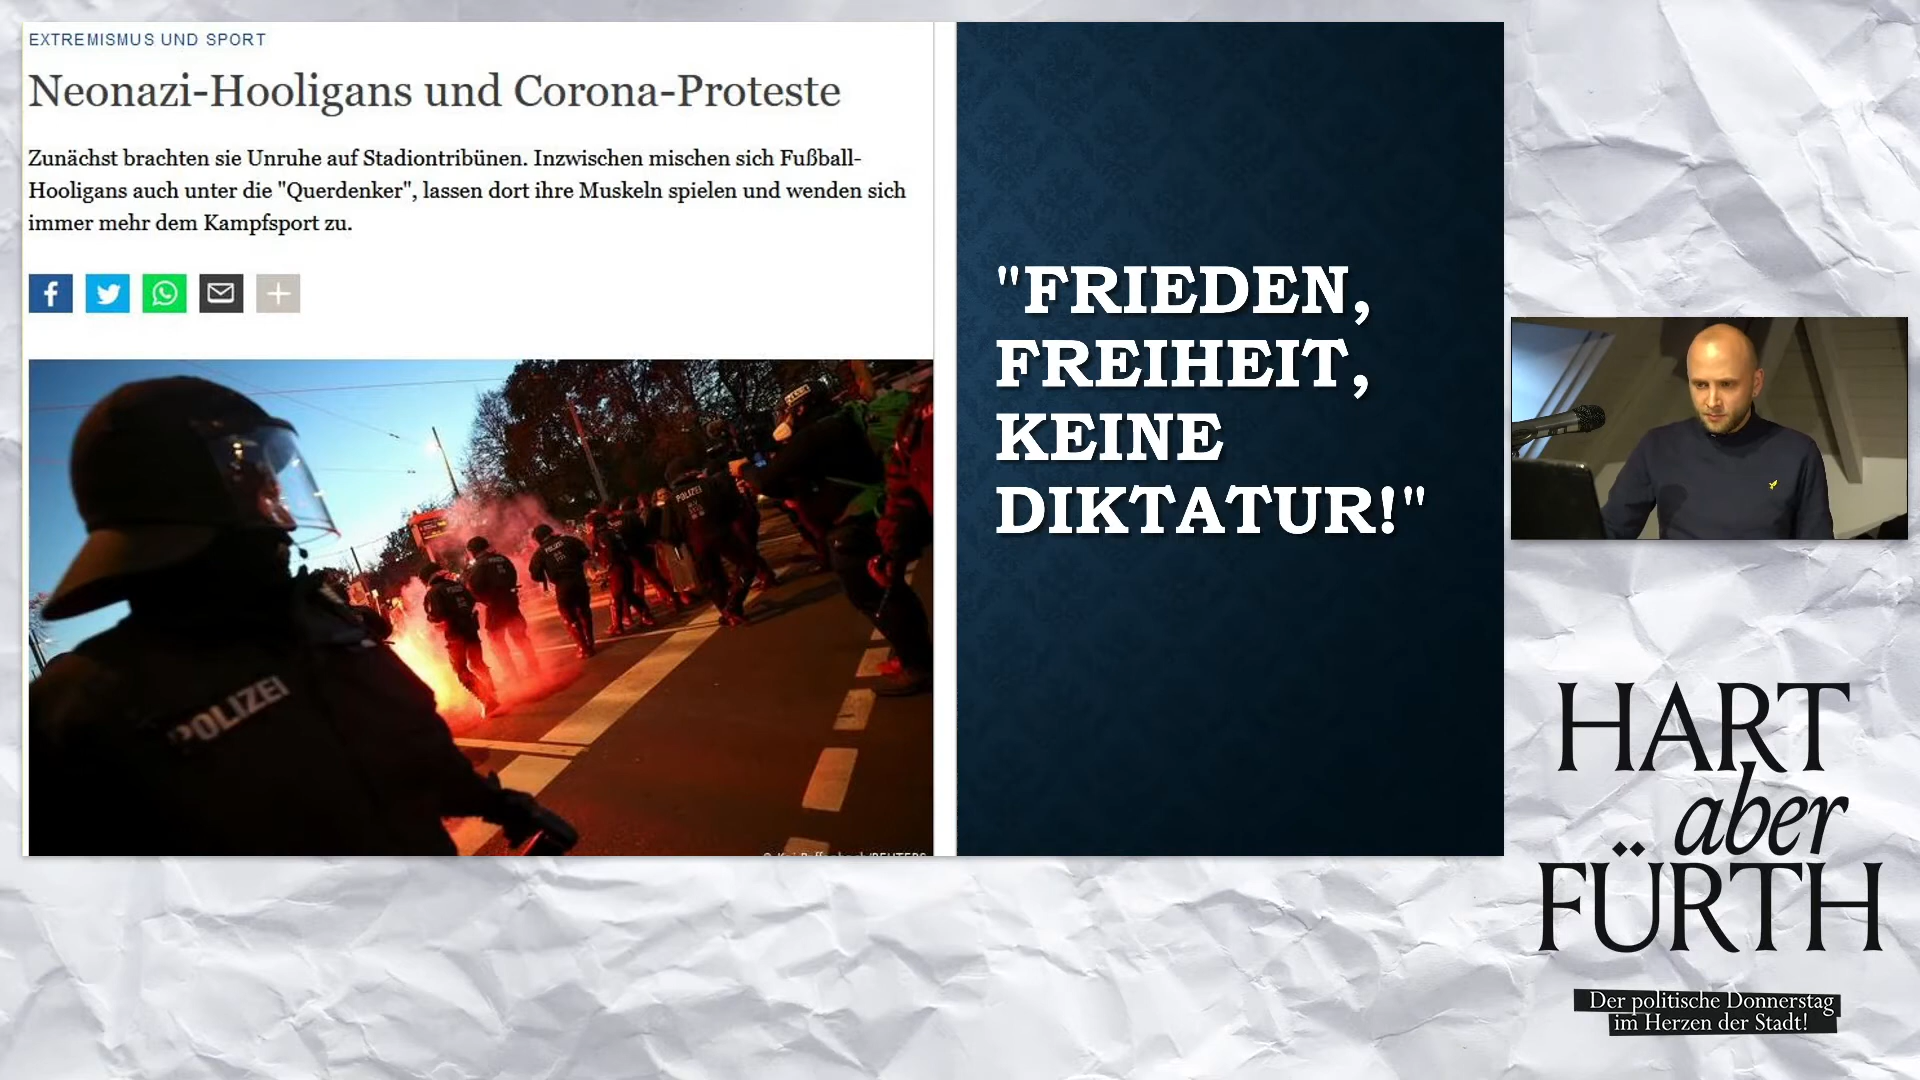 EXTREMISMUS UND SPORT
Neonazi-Hooligans und Corona-Proteste
Zunächst brachten sie Unruhe auf Stadiontribünen. Inzwischen mischen sich Fußball-
Hooligans auch unter die "Querdenker", lassen dort ihre Muskeln spielen und wenden sich
immer mehr dem Kampfsport zu.
POLIZEI
POLIZEI
"FRIEDEN,
FREIHEIT,
KEINE
DIKTATUR!"
HART
aber
FÜRTH
Der politische Donnerstag
im Herzen der Stadt!